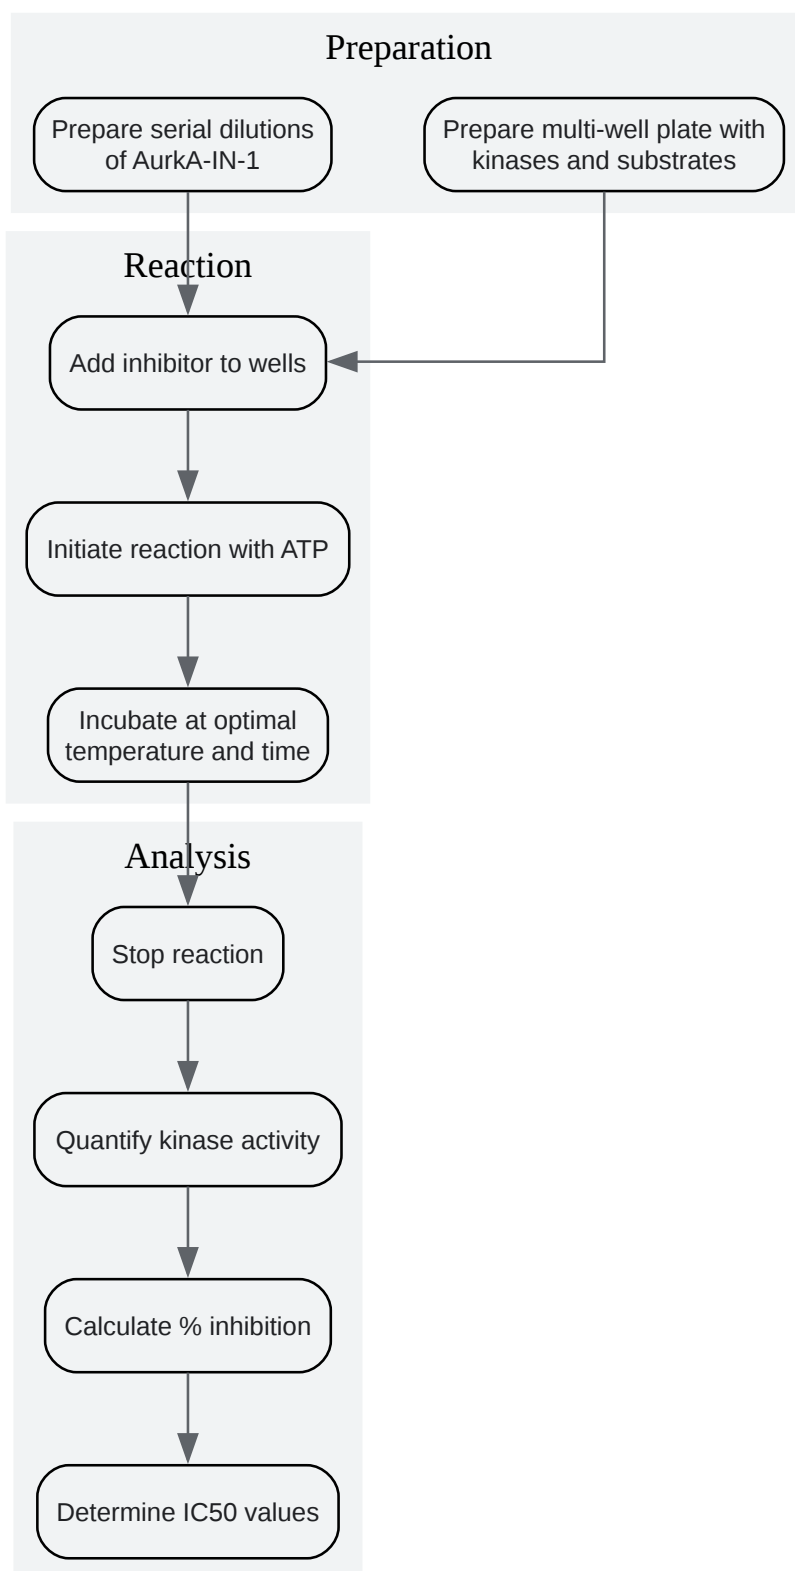 Preparation
Prepare serial dilutions
of AurkA-IN-1
Prepare multi-well plate with
kinases and substrates
Reaction
Add inhibitor to wells
Initiate reaction with ATP
Incubate at optimal
temperature and time
Analysis
Stop reaction
Quantify kinase activity
Calculate % inhibition
Determine IC50 values